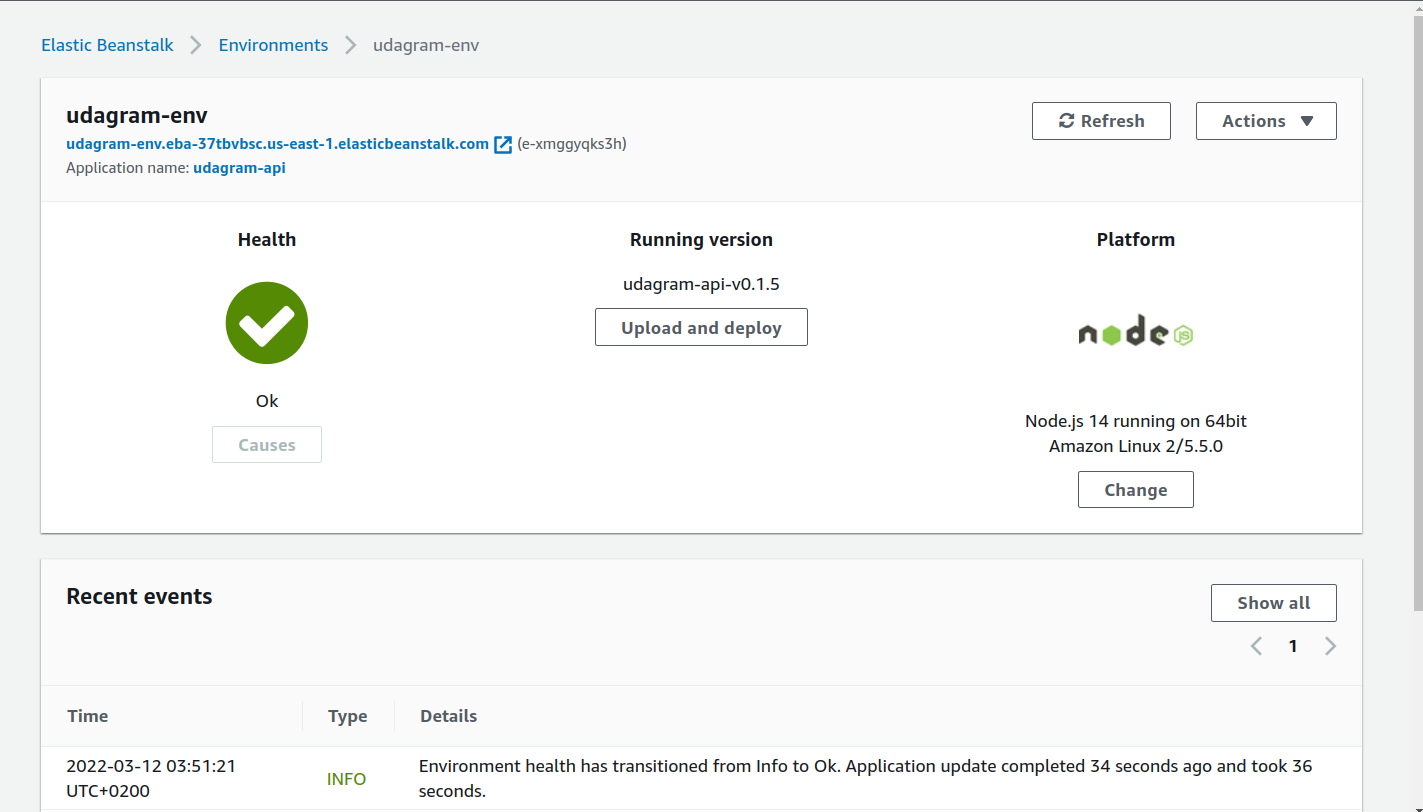 Elastic Beanstalk > Environments > udagram-env
udagram-env
Refresh
Actions
udagram-env.eba-37tbvbsc.us-east-1.elasticbeanstalk.com (e-xmggyqks3h)
Application name: udagram-api
Health
Ok
Causes
Running version
udagram-api-v0.1.5
Upload and deploy
Platform
node JS
Node.js 14 running on 64bit
Amazon Linux 2/5.5.0
Change
Recent events
Show all
1
Time Type Details
2022-03-12 03:51:21
UTC+0200
INFO
Environment health has transitioned from Info to Ok. Application update completed 34 seconds ago and took 36
seconds.